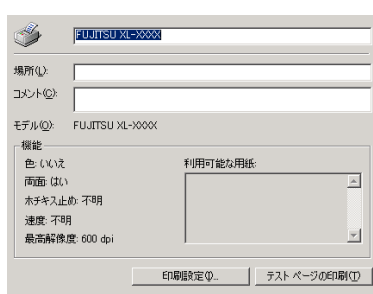 FUJITSU XL-XXXX
場所(L):
コメント(C):
モデル(O): FUJITSU XL-XXXX
機能
色: いいえ
利用可能な用紙:
両面: はい
ホチキス止め: 不明
速度: 不明
最高解像度: 600 dpi
印刷設定(I)...
テスト ページの印刷(T)